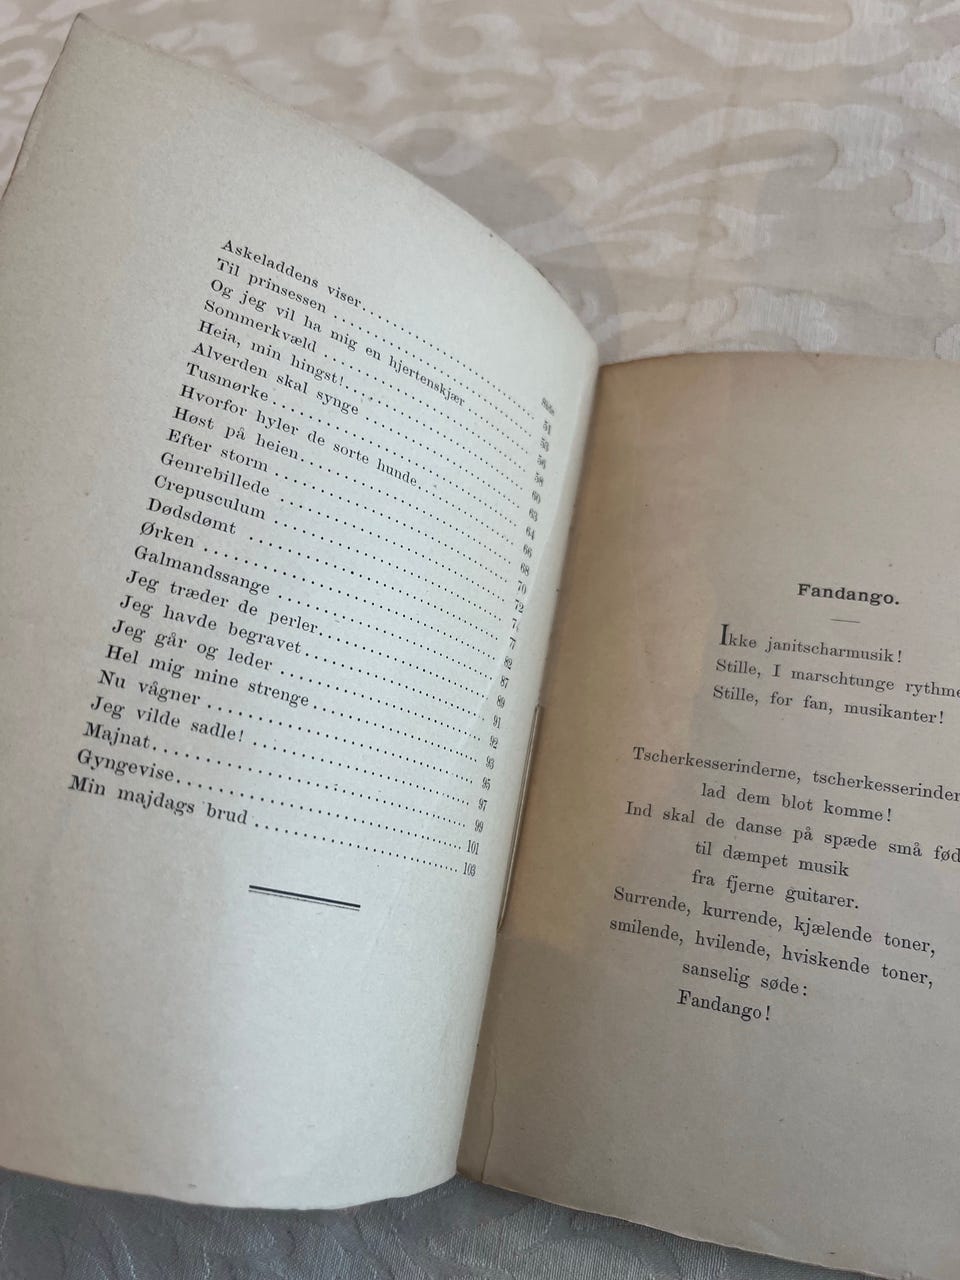 Side
Askeladdens viser 51
Til prinsessen 53
Og jeg vil ha mig en hjertenskjær 56
Sommerkvæld 58
Heia, min hingst! 60
Alverden skal synge 63
Tusmørke 64
Hvorfor hyler de sorte hunde 66
Høst på heien 68
Efter storm 70
Genrebillede 72
Crepusculum 74
Dødsdømt 77
Ørken 82
Galmandssange 87
Jeg træder de perler 89
Jeg havde begravet 91
Jeg går og leder 92
Hel mig mine strenge 93
Nu vågner 95
Jeg vilde sadle! 97
Majnat 99
Gyngevise 101
Min majdags brud 103
Fandango.
Ikke janitscharmusik!
Stille, I marschtunge rythme
Stille, for fan, musikanter!
Tscherkesserinderne, tscherkesserinder
lad dem blot komme!
Ind skal de danse på spæde små fød
til dæmpet musik
fra fjerne guitarer.
Surrende, kurrende, kjælende toner,
smilende, hvilende, hviskende toner,
sanselig søde:
Fandango!